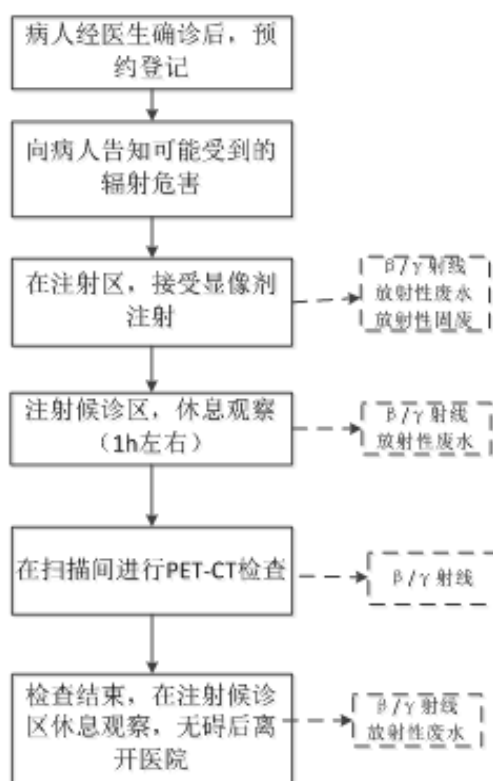 病人经医生确诊后，预
约登记
向病人告知可能受到的
辐射危害
在注射区，接受显像剂
注射
β/γ射线
放射性废水
放射性固废
注射候诊区，休息观察
（1h左右）
β/γ射线
放射性废水
在扫描间进行PET-CT检查
β/γ射线
检查结束，在注射候诊
区休息观察，无碍后离
开医院
β/γ射线
放射性废水